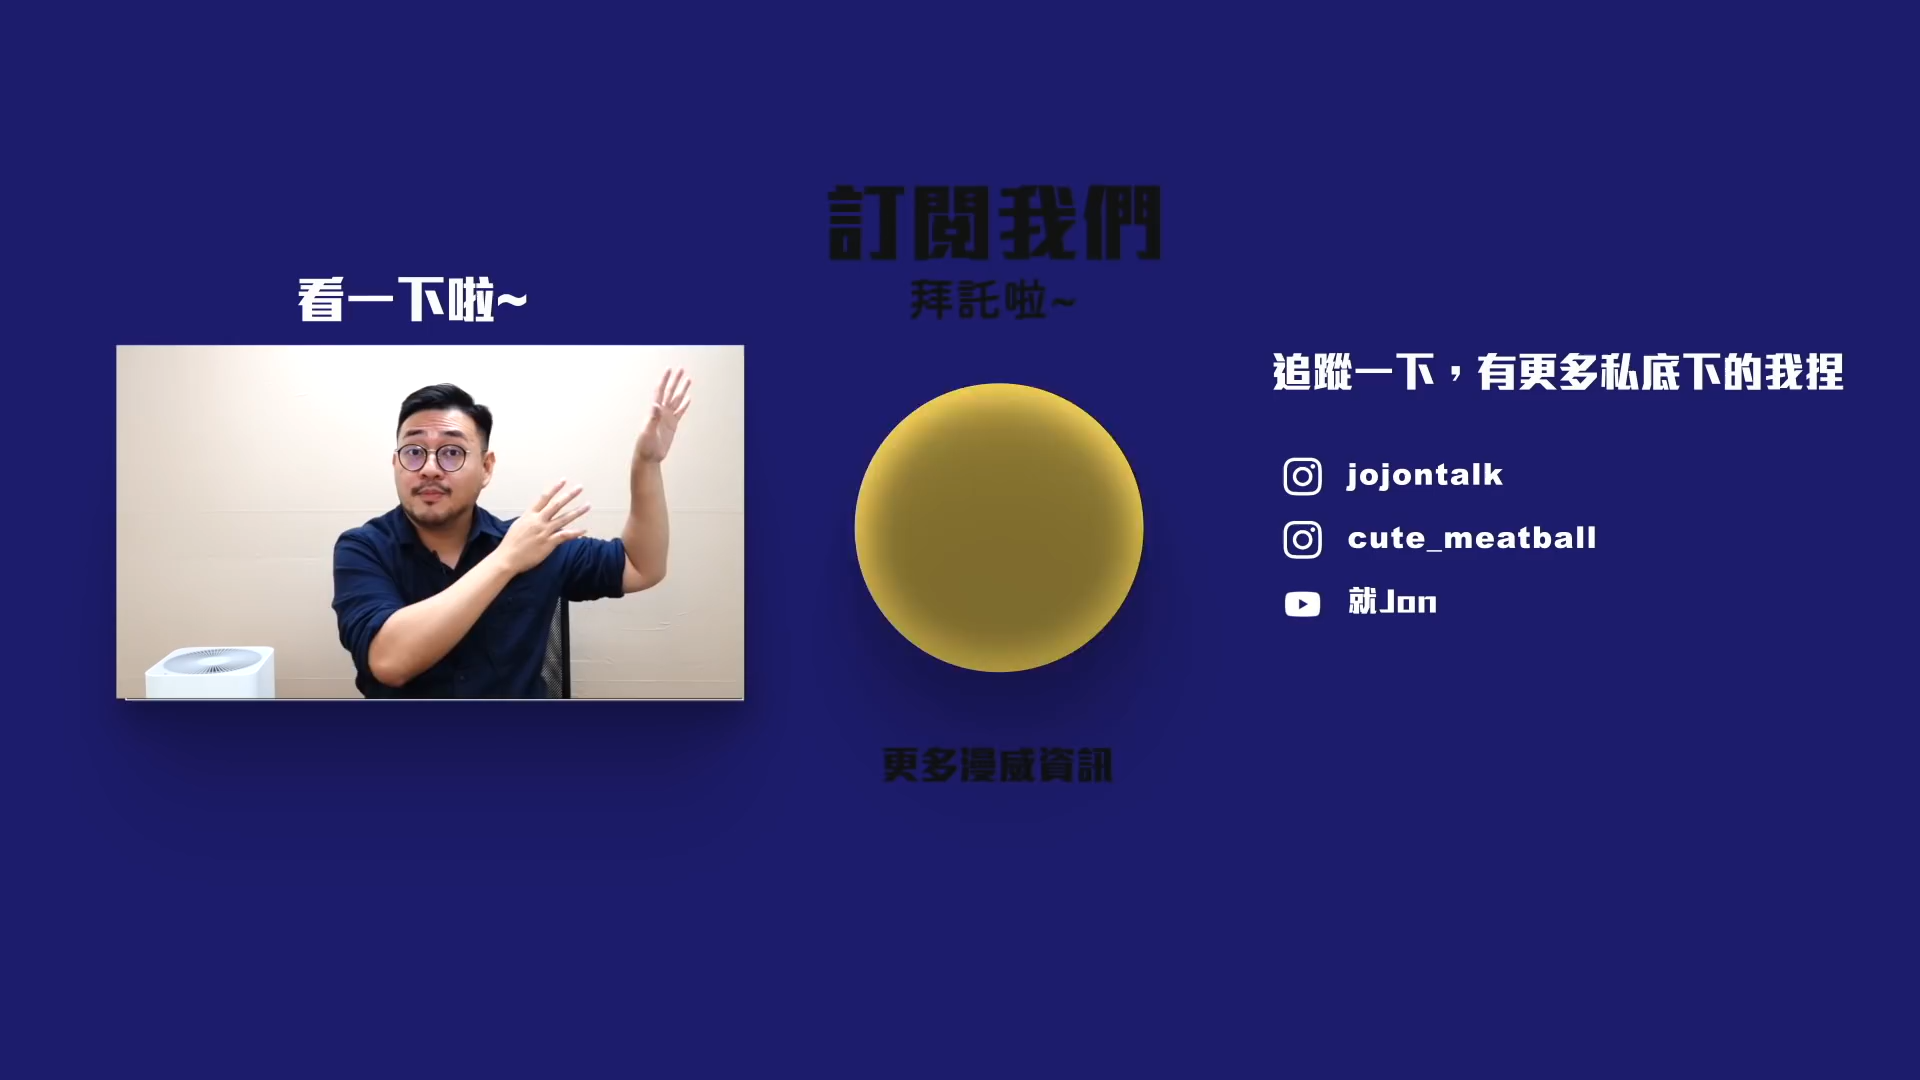 看一下啦~
訂閱我們
拜託啦~
更多漫威資訊
追蹤一下，有更多私底下的我捏
jojontalk
cute_meatball
就Jon